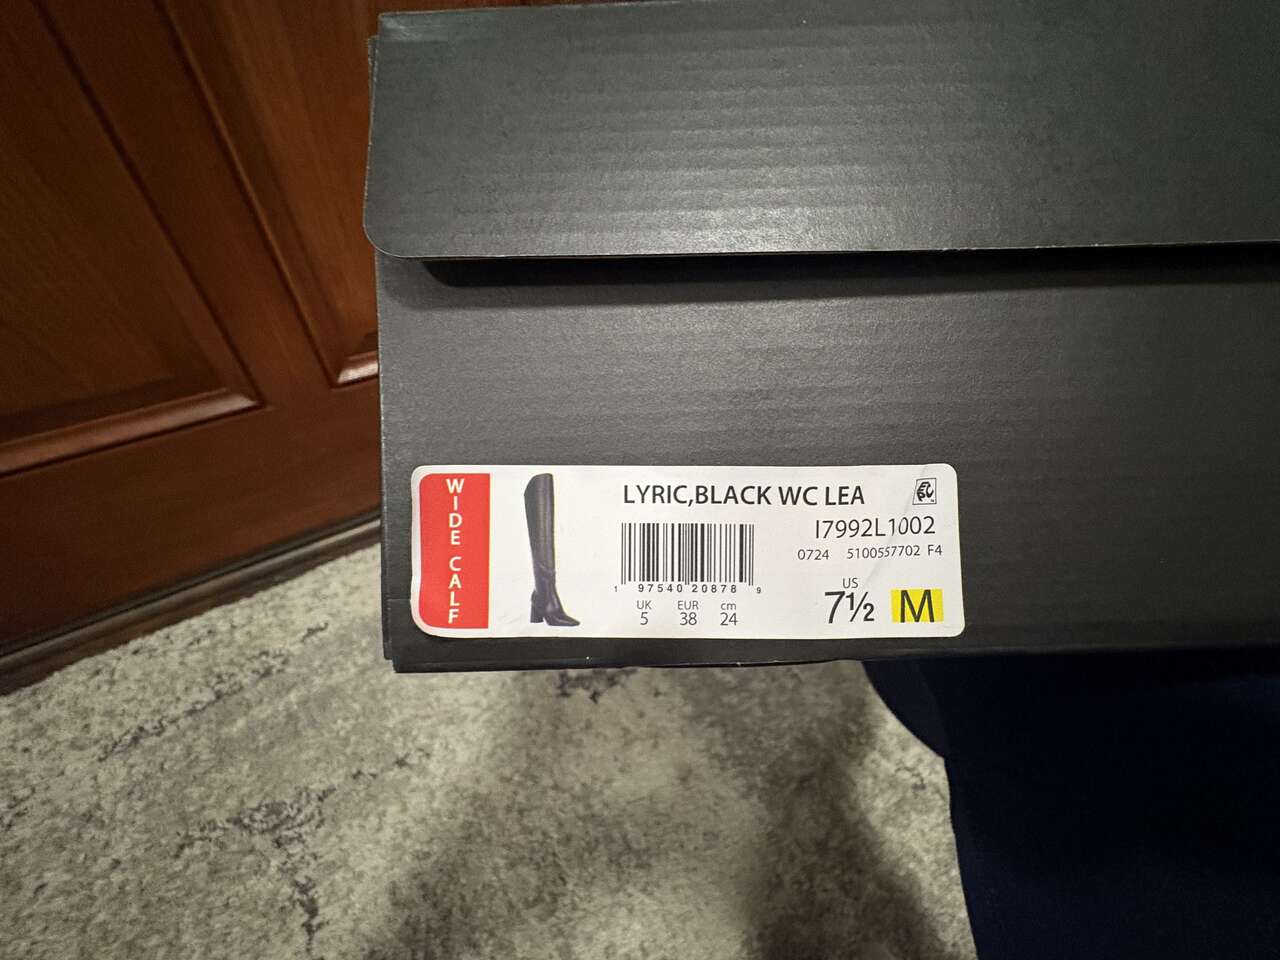 WIDE CALF
LYRIC,BLACK WC LEA
I7992L1002
0724 5100557702 F4
1 97540 20878 9
UK EUR cm
5 38 24
US
7½ M